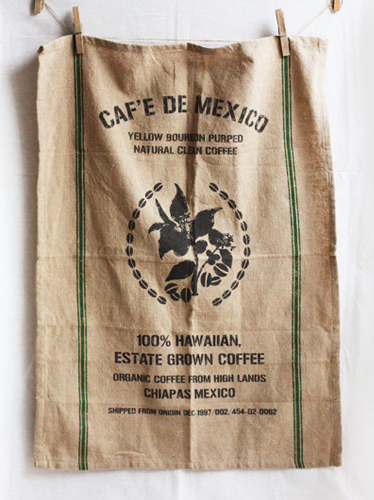 CAF'E DE MEXICO
YELLOW BOURBON PURPED
NATURAL CLEAN COFFEE
100% HAWAIIAN,
ESTATE GROWN COFFEE
ORGANIC COFFEE FROM HIGH LANDS
CHIAPAS MEXICO
SHIPPED FROM ORIGIN DEC-1997/002, 454-02-0062